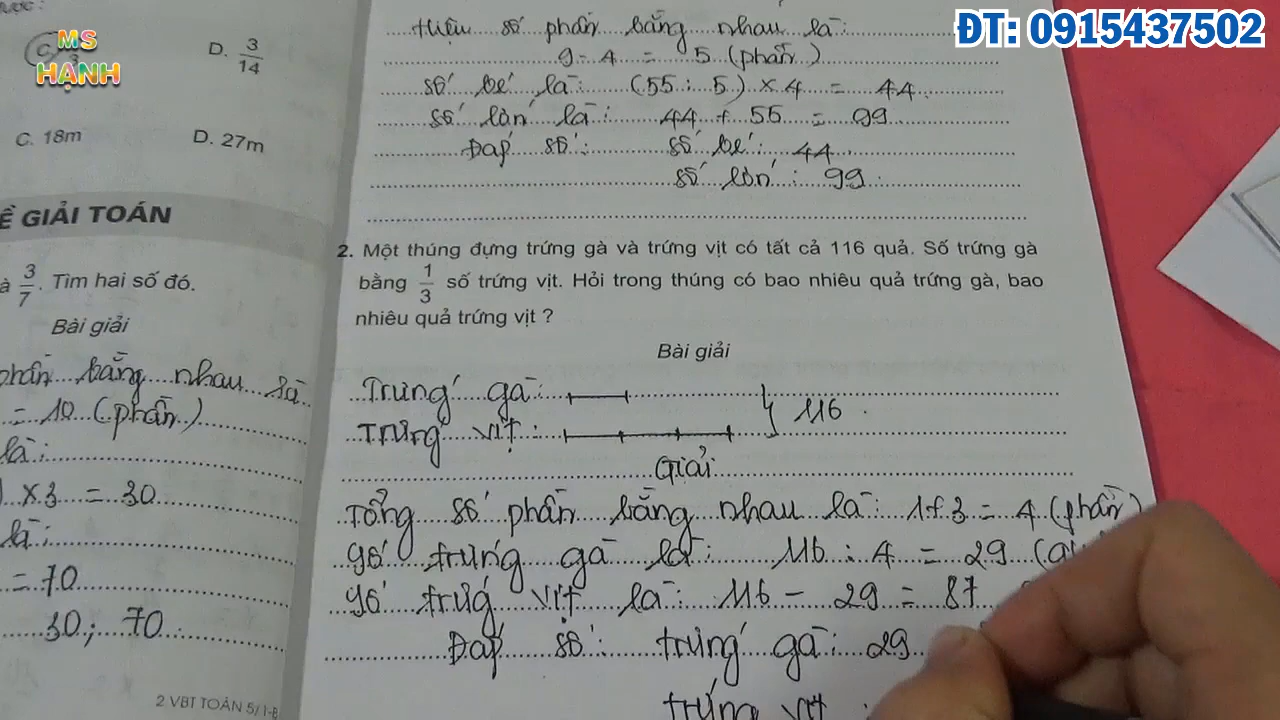 ĐT: 0915437502
MS
HẠNH
C.
D. 3/14
C. 18m
D. 27m
Ề GIẢI TOÁN
à 3/7. Tìm hai số đó.
Bài giải
phần bằng nhau là
= 10 (phần)
là:
) x 3 = 30
là:
= 70
30; 70
2 VBT TOÁN 5/1-B
Hiệu số phần bằng nhau là:
9 - 4 = 5 (phần)
Số bé là: (55 : 5) x 4 = 44
Số lớn là: 44 + 55 = 99
Đáp số: số bé: 44
số lớn: 99
2. Một thúng đựng trứng gà và trứng vịt có tất cả 116 quả. Số trứng gà
bằng 1/3 số trứng vịt. Hỏi trong thúng có bao nhiêu quả trứng gà, bao
nhiêu quả trứng vịt ?
Bài giải
Trứng gà:
Trứng vịt:
116
Giải
Tổng số phần bằng nhau là: 1 + 3 = 4 (phần)
Số trứng gà là: 116 : 4 = 29
Số trứng vịt là: 116 - 29 = 87
Đáp số: trứng gà: 29
trứng vịt :